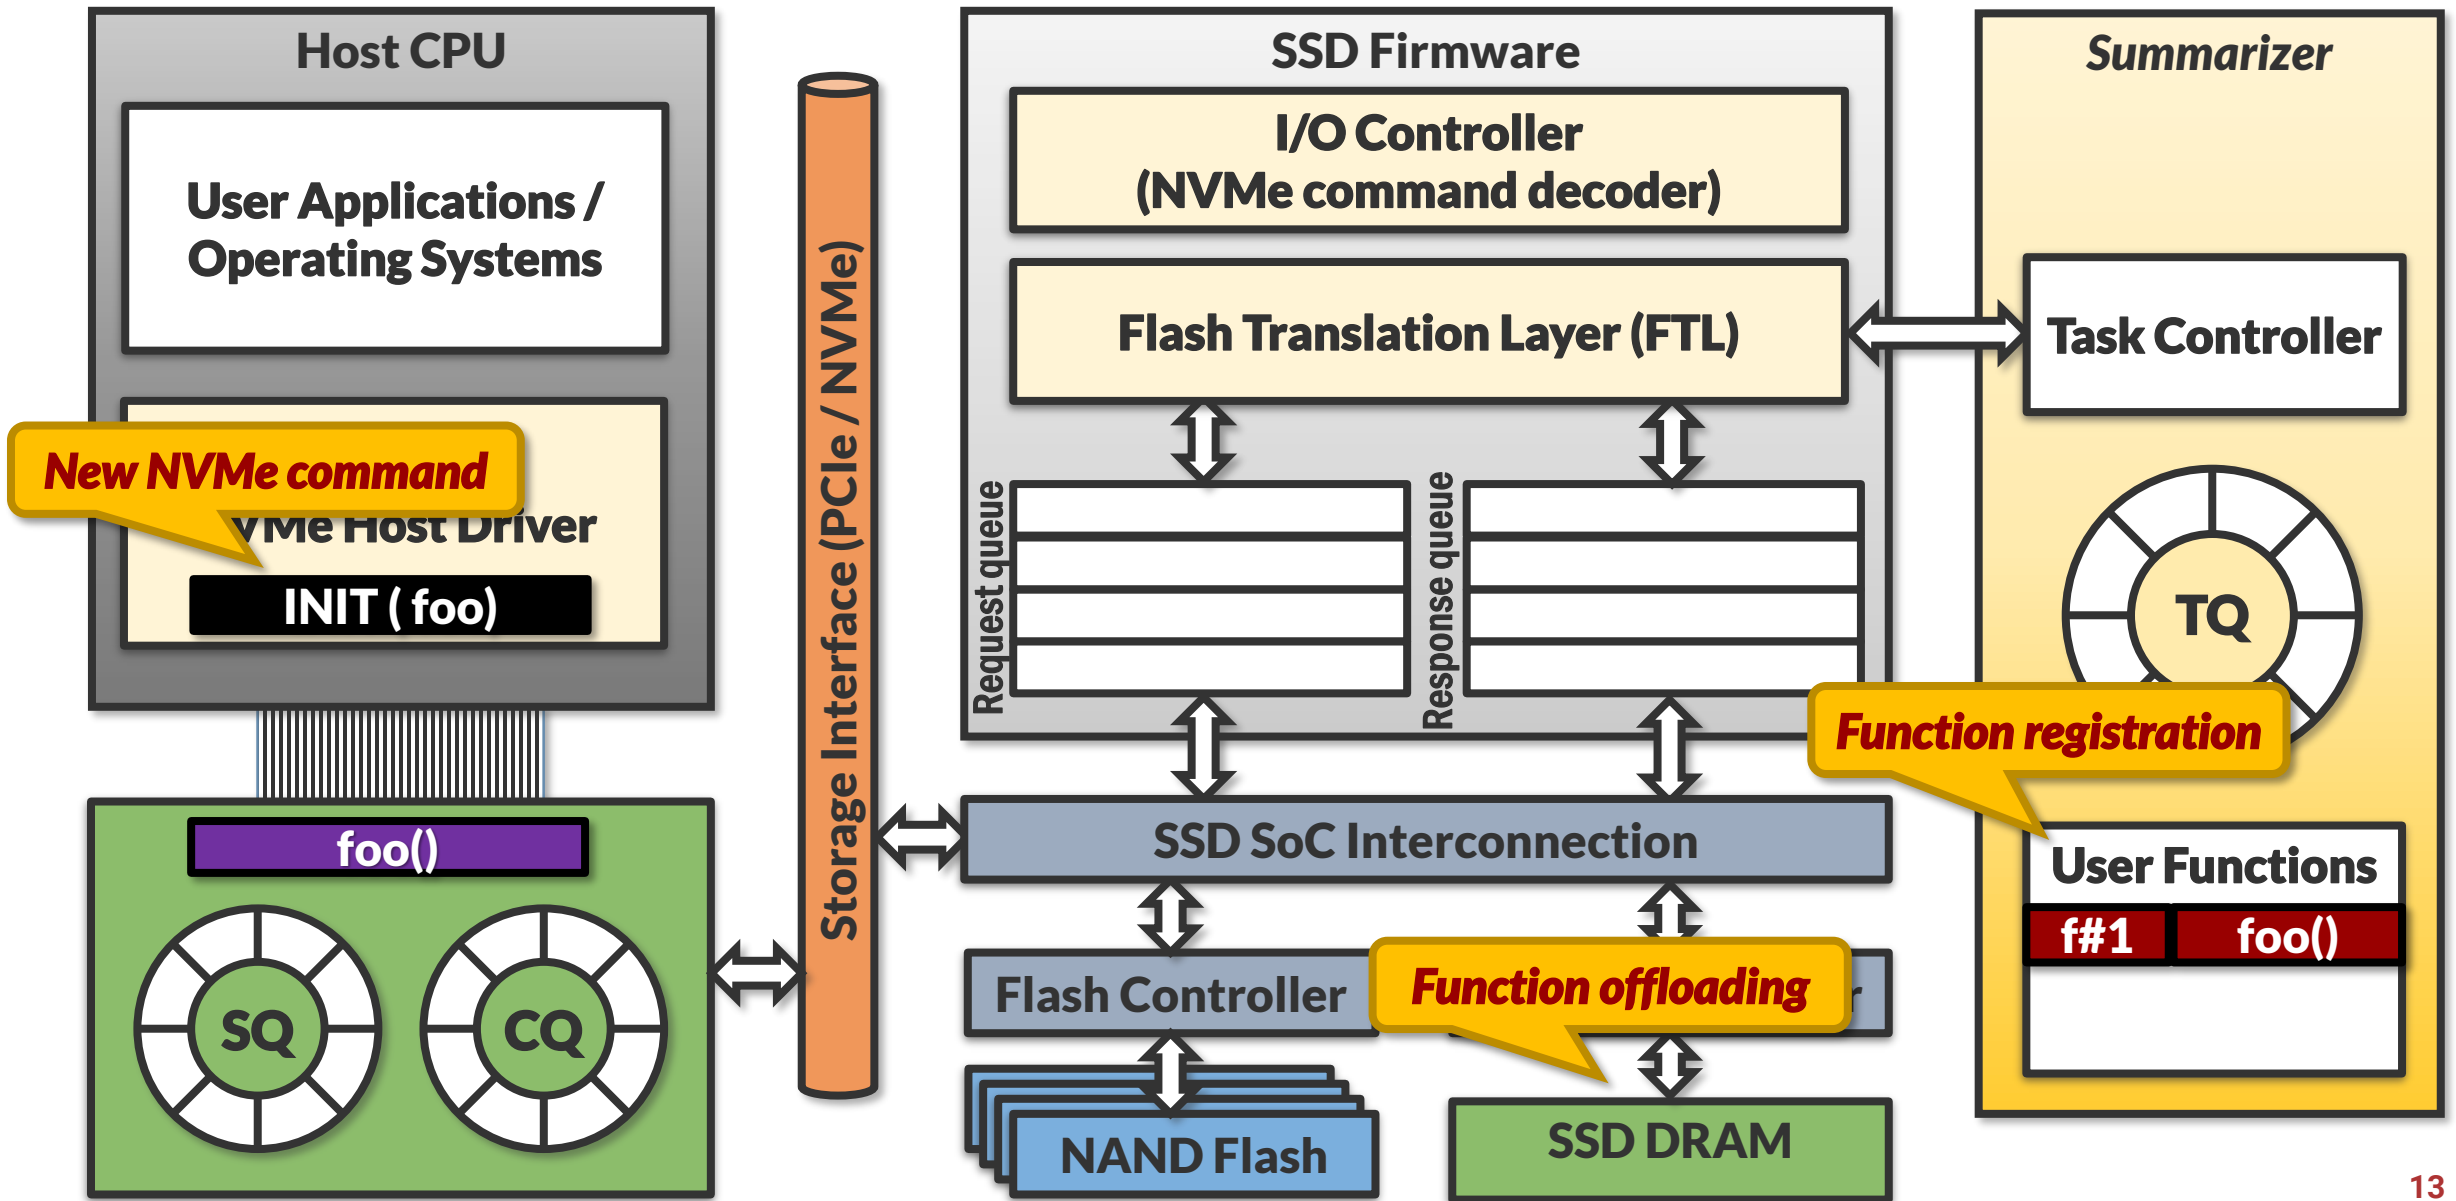 Host CPU
User Applications /
Operating Systems
New NVMe command
VMe Host Driver
INIT ( foo)
foo()
SQ
CQ
Storage Interface (PCIe / NVMe)
SSD Firmware
I/O Controller
(NVMe command decoder)
Flash Translation Layer (FTL)
Request queue
Response queue
SSD SoC Interconnection
Flash Controller
Function offloading
r
NAND Flash
SSD DRAM
Summarizer
Task Controller
TQ
Function registration
User Functions
f#1 foo()
13